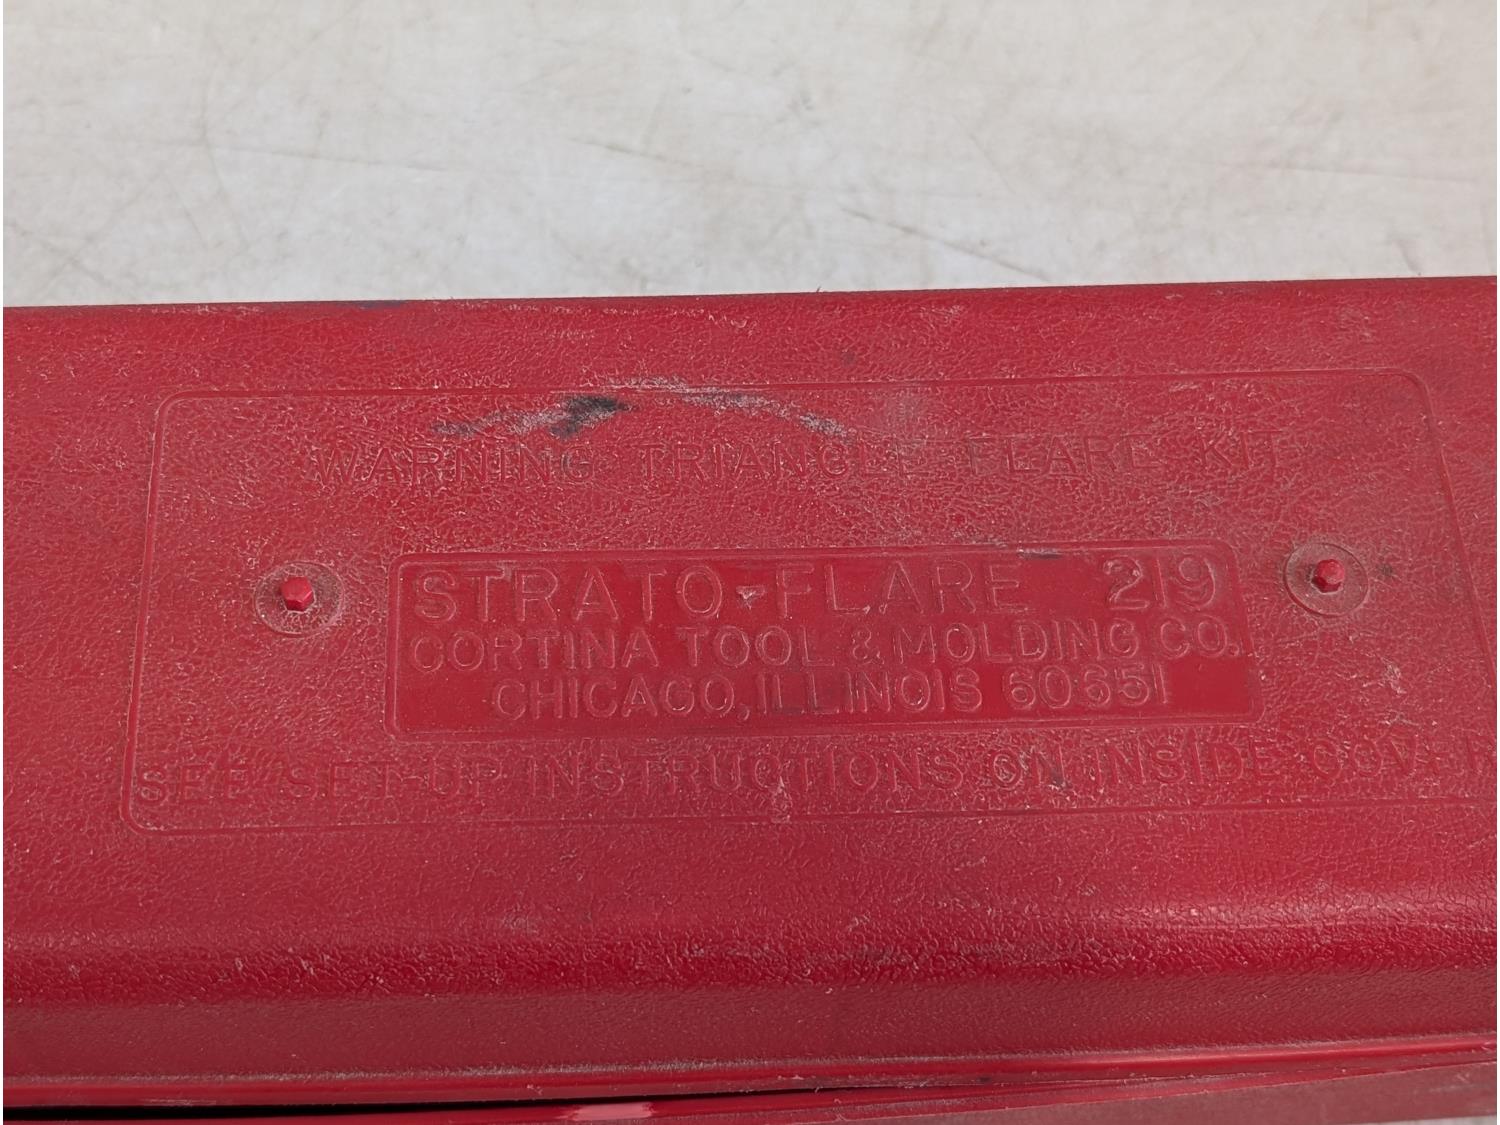 WARNING TRIANGLE FLARE KIT
STRATO-FLARE 219
CORTINA TOOL & MOLDING CO.
CHICAGO, ILLINOIS 60651
SEE SET-UP INSTRUCTIONS ON INSIDE